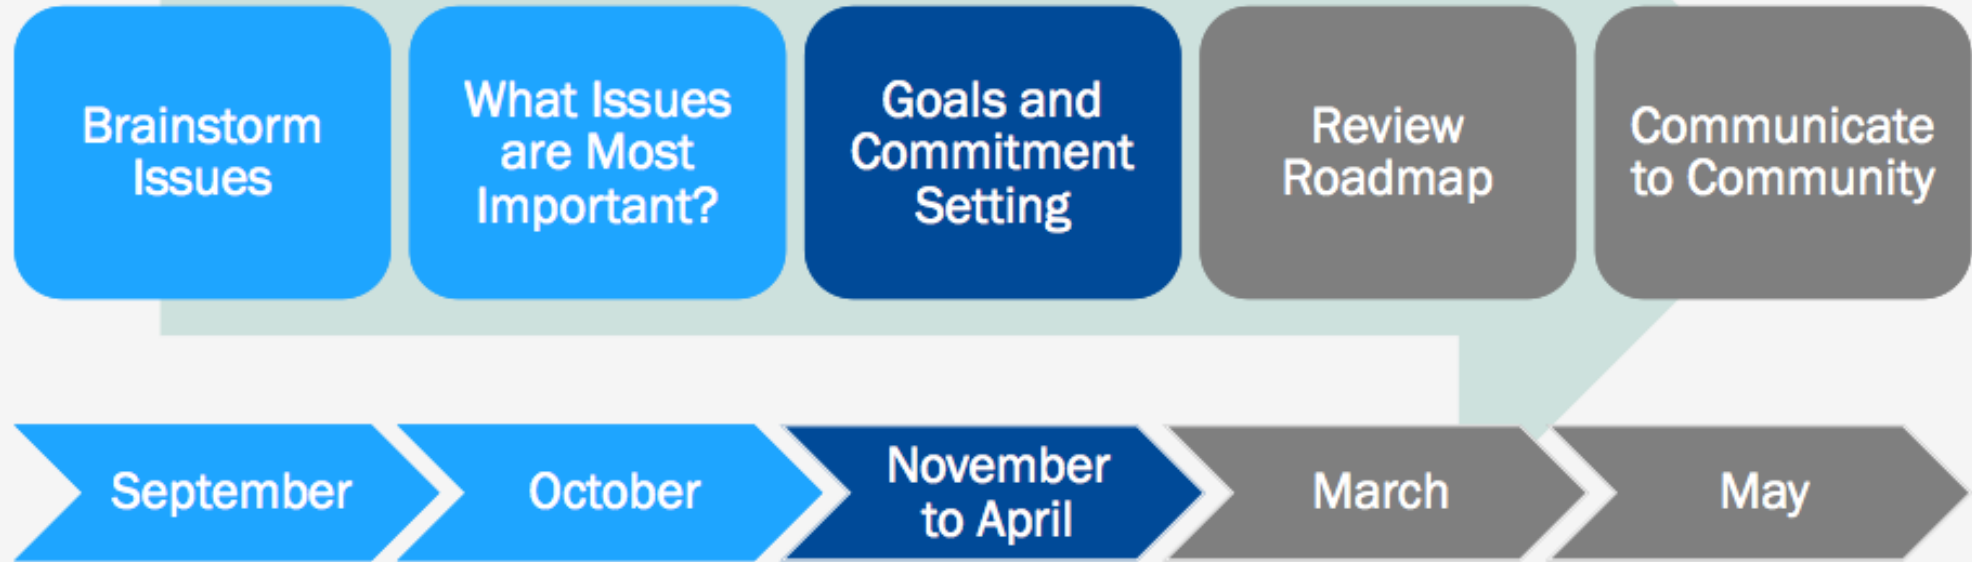 Brainstorm
Issues
What Issues
are Most
Important?
Goals and
Commitment
Setting
Review
Roadmap
Communicate
to Community
September
October
November
to April
March
May